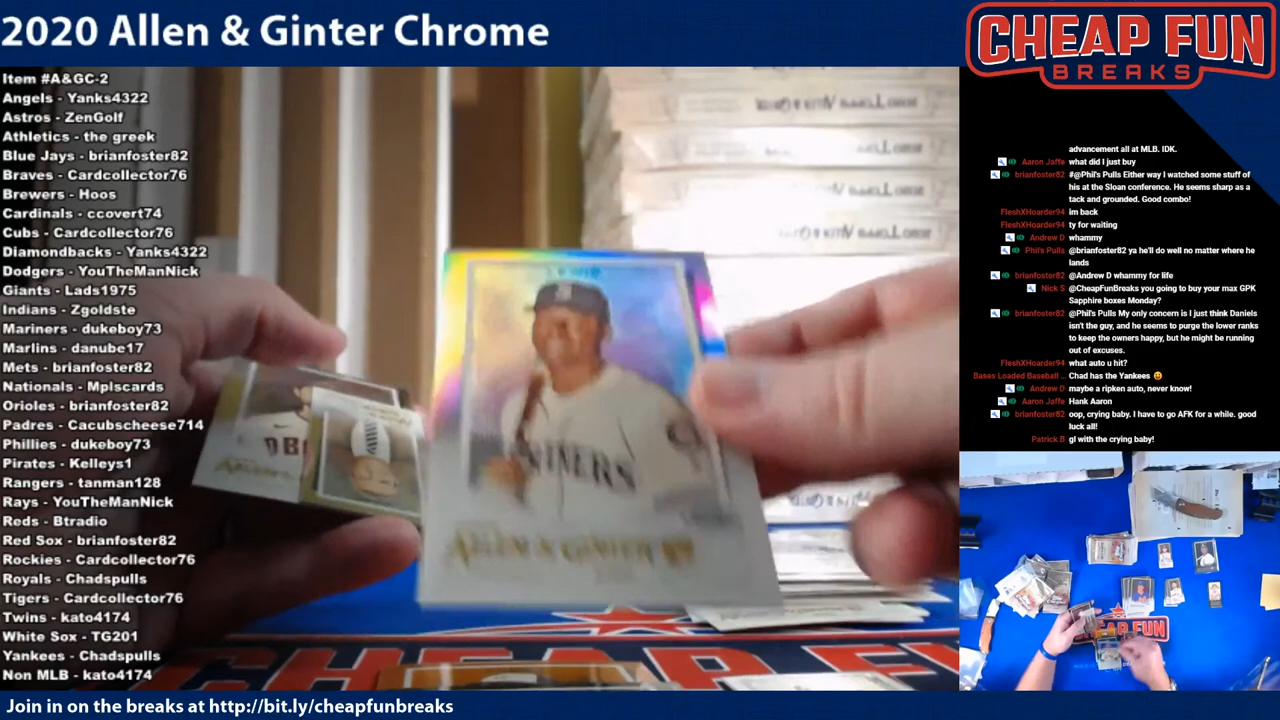 2020 Allen & Ginter Chrome
CHEAP FUN
BREAKS
Item #A&GC-2
Angels - Yanks4322
Astros - ZenGolf
Athletics - the greek
Blue Jays - brianfoster82
Braves - Cardcollector76
Brewers - Hoos
Cardinals - ccovert74
Cubs - Cardcollector76
Diamondbacks - Yanks4322
Dodgers - YouTheManNick
Giants - Lads1975
Indians - Zgoldste
Mariners - dukeboy73
Marlins - danube17
Mets - brianfoster82
Nationals - Mplscards
Orioles - brianfoster82
Padres - Cacubscheese714
Phillies - dukeboy73
Pirates - Kelleys1
Rangers - tanman128
Rays - YouTheManNick
Reds - Btradio
Red Sox - brianfoster82
Rockies - Cardcollector76
Royals - Chadspulls
Tigers - Cardcollector76
Twins - kato4174
White Sox - TG201
Yankees - Chadspulls
Non MLB - kato4174
ALLEN & GINTER
CHEAP FUN
advancement all at MLB. IDK.
Aaron Jaffe what did I just buy
brianfoster82 #@Phil's Pulls Either way I watched some stuff of
his at the Sloan conference. He seems sharp as a
tack and grounded. Good combo!
FleshXHoarder94 im back
FleshXHoarder94 ty for waiting
Andrew D whammy
Phil's Pulls @brianfoster82 ya he'll do well no matter where he
lands
brianfoster82 @Andrew D whammy for life
Nick S @CheapFunBreaks you going to buy your max GPK
Sapphire boxes Monday?
brianfoster82 @Phil's Pulls My only concern is I just think Daniels
isn't the guy, and he seems to purge the lower ranks
to keep the owners happy, but he might be running
out of excuses.
FleshXHoarder94 what auto u hit?
Bases Loaded Baseball .. Chad has the Yankees 😃
Andrew D maybe a ripken auto, never know!
Aaron Jaffe Hank Aaron
brianfoster82 oop, crying baby. I have to go AFK for a while. good
luck all!
Patrick B gl with the crying baby!
CHEAP FUN
Join in on the breaks at http://bit.ly/cheapfunbreaks